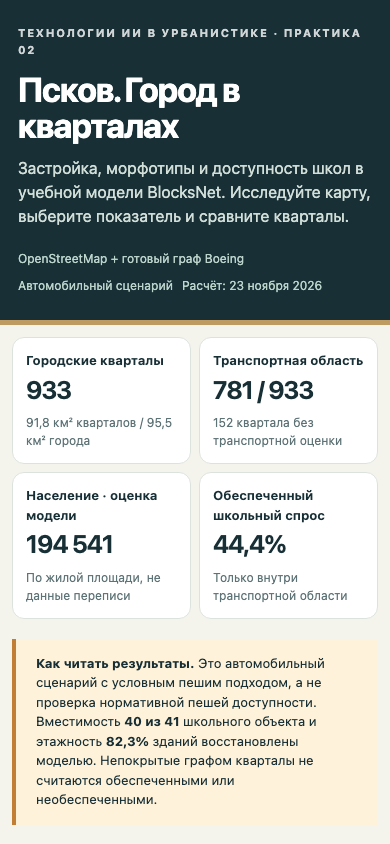 ТЕХНОЛОГИИ ИИ В УРБАНИСТИКЕ · ПРАКТИКА
02
Псков. Город в
кварталах
Застройка, морфотипы и доступность школ в
учебной модели BlocksNet. Исследуйте карту,
выберите показатель и сравните кварталы.
OpenStreetMap + готовый граф Boeing
Автомобильный сценарий Расчёт: 23 ноября 2026
Городские кварталы
933
91,8 км² кварталов / 95,5
км² города
Транспортная область
781 / 933
152 квартала без
транспортной оценки
Население · оценка
модели
194 541
По жилой площади, не
данные переписи
Обеспеченный
школьный спрос
44,4%
Только внутри
транспортной области
Как читать результаты. Это автомобильный
сценарий с условным пешим подходом, а не
проверка нормативной пешей доступности.
Вместимость 40 из 41 школьного объекта и
этажность 82,3% зданий восстановлены
моделью. Непокрытые графом кварталы не
считаются обеспеченными или
необеспеченными.